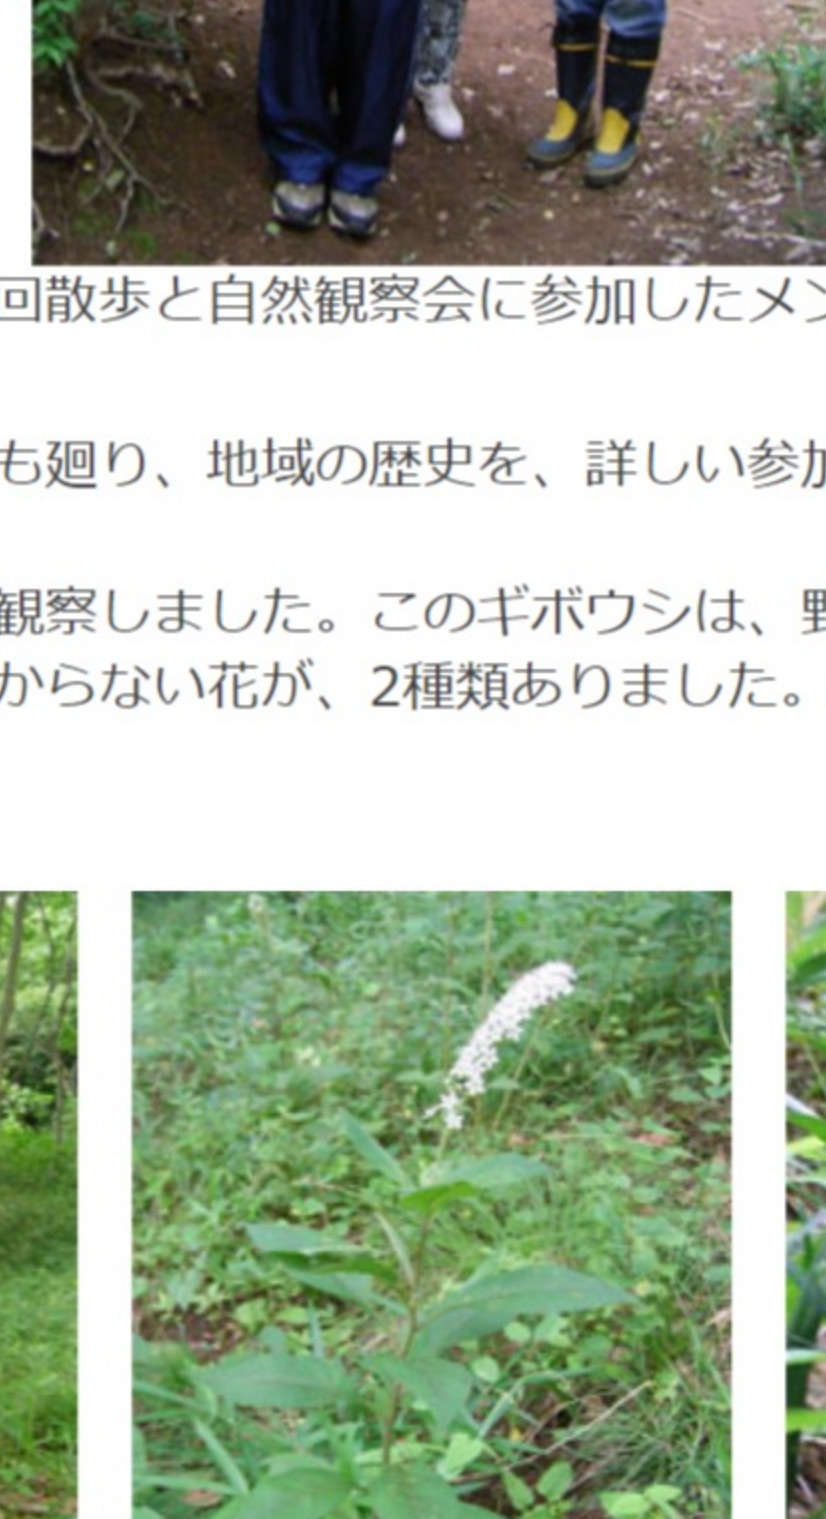 回散歩と自然観察会に参加したメン
も廻り、地域の歴史を、詳しい参加
観察しました。このギボウシは、野
からない花が、2種類ありました。